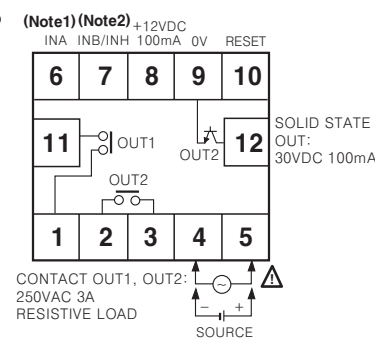 (Note1) (Note2) +12VDC
INA INB/INH 100mA 0V RESET
6 7 8 9 10
11 OUT1 OUT2 12
SOLID STATE
OUT:
30VDC 100mA
OUT2
1 2 3 4 5
CONTACT OUT1, OUT2:
250VAC 3A
RESISTIVE LOAD
− +
SOURCE